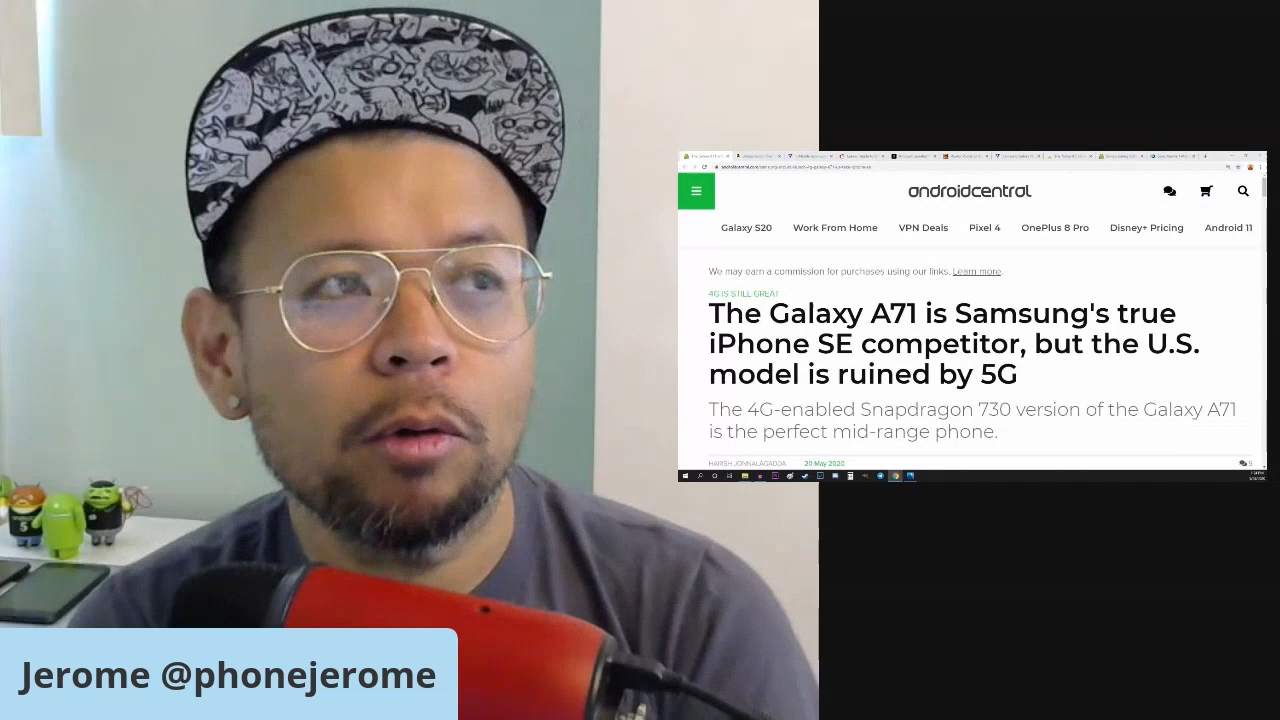 androidcentral
Galaxy S20 Work From Home VPN Deals Pixel 4 OnePlus 8 Pro Disney+ Pricing Android 11
We may earn a commission for purchases using our links. Learn more.
4G IS STILL GREAT
The Galaxy A71 is Samsung's true
iPhone SE competitor, but the U.S.
model is ruined by 5G
The 4G-enabled Snapdragon 730 version of the Galaxy A71
is the perfect mid-range phone.
HARISH JONNALAGADDA 20 May 2020
5
Jerome @phonejerome